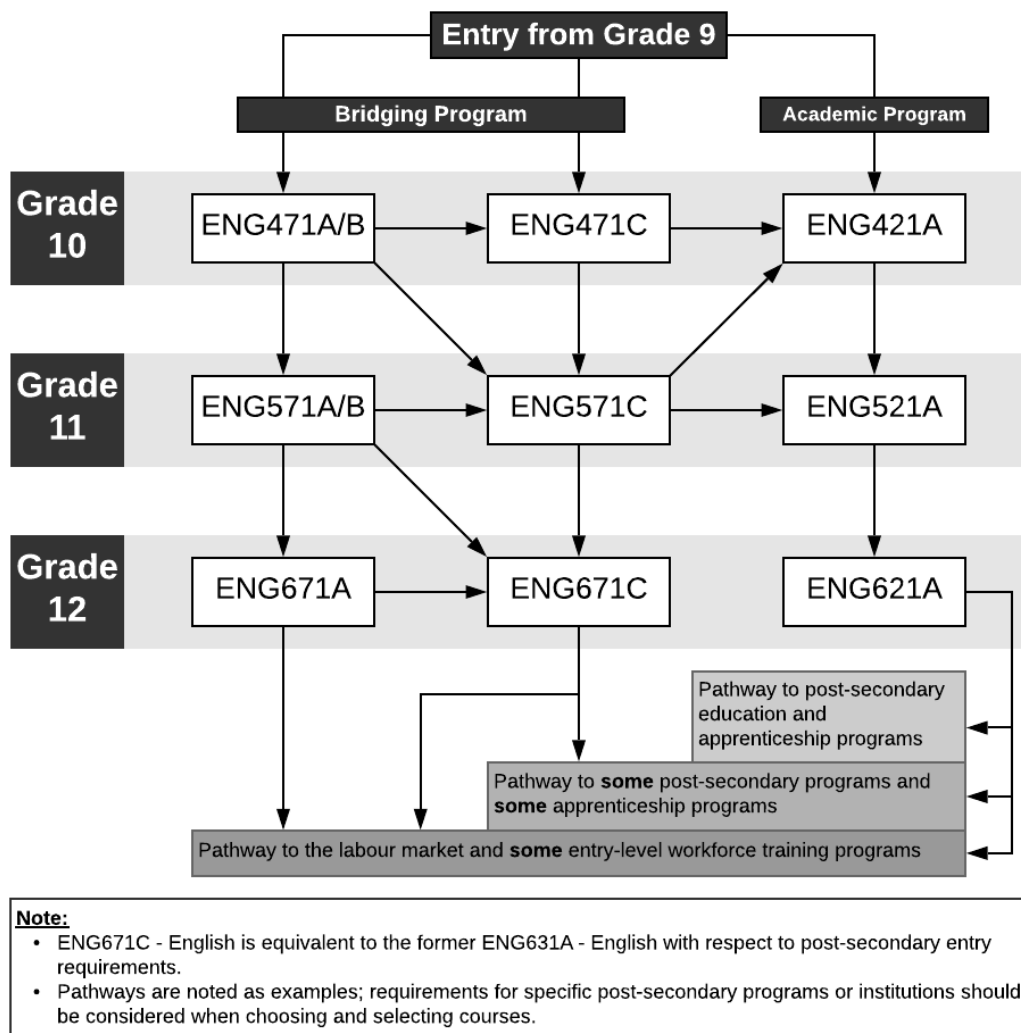 Entry from Grade 9
Bridging Program
Academic Program
Grade
10
ENG471A/B
ENG471C
ENG421A
Grade
11
ENG571A/B
ENG571C
ENG521A
Grade
12
ENG671A
ENG671C
ENG621A
Pathway to post-secondary
education and
apprenticeship programs
Pathway to some post-secondary programs and
some apprenticeship programs
Pathway to the labour market and some entry-level workforce training programs
Note:
• ENG671C - English is equivalent to the former ENG631A - English with respect to post-secondary entry
requirements.
• Pathways are noted as examples; requirements for specific post-secondary programs or institutions should
be considered when choosing and selecting courses.